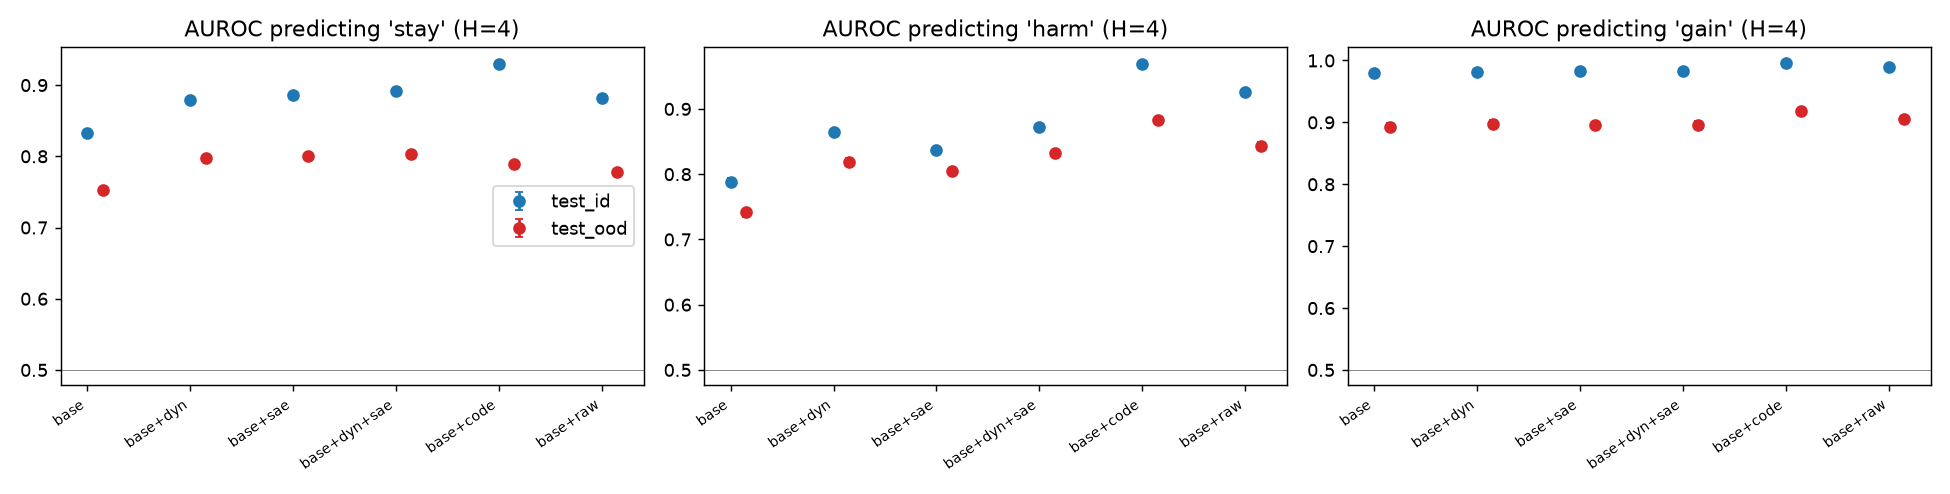 AUROC predicting 'stay' (H=4)
0.9
0.8
0.7
0.6
0.5
test_id
test_ood
base
base+dyn
base+sae
base+dyn+sae
base+code
base+raw
AUROC predicting 'harm' (H=4)
0.9
0.8
0.7
0.6
0.5
base
base+dyn
base+sae
base+dyn+sae
base+code
base+raw
AUROC predicting 'gain' (H=4)
1.0
0.9
0.8
0.7
0.6
0.5
base
base+dyn
base+sae
base+dyn+sae
base+code
base+raw